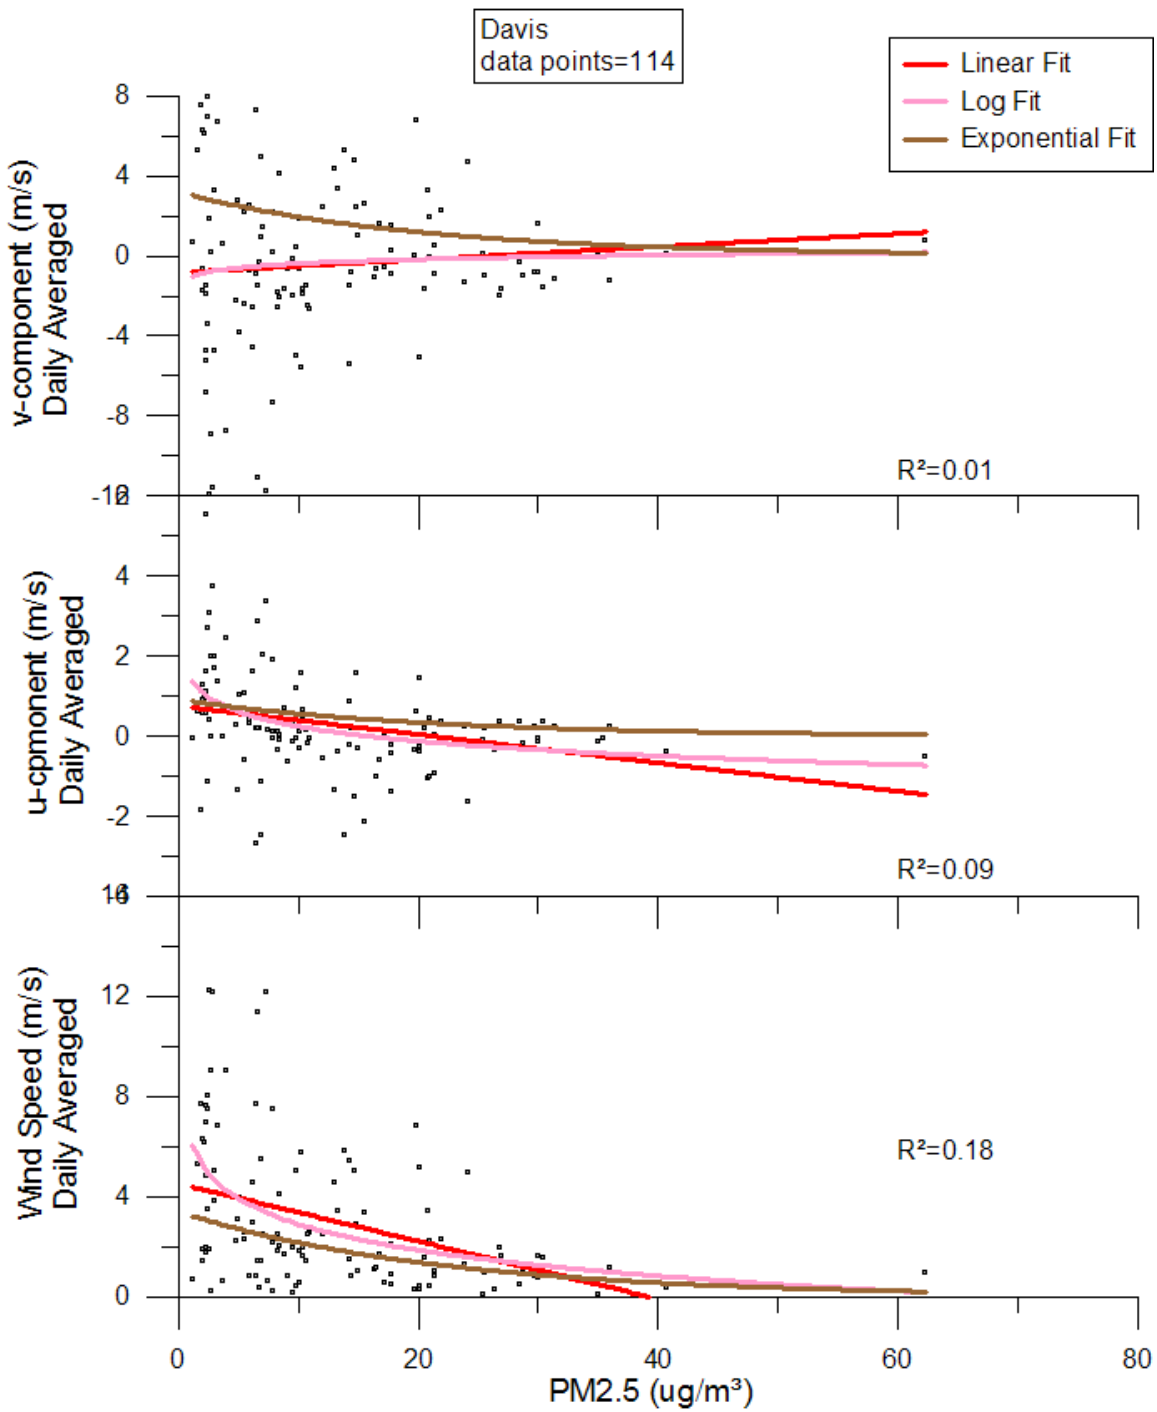 Davis
data points=114
Linear Fit
Log Fit
Exponential Fit
v-component (m/s)
Daily Averaged
8
4
0
-4
-8
-12
R²=0.01
u-cpmonent (m/s)
Daily Averaged
4
2
0
-2
R²=0.09
Wind Speed (m/s)
Daily Averaged
12
8
4
0
R²=0.18
0 20 40 60 80
PM2.5 (ug/m³)